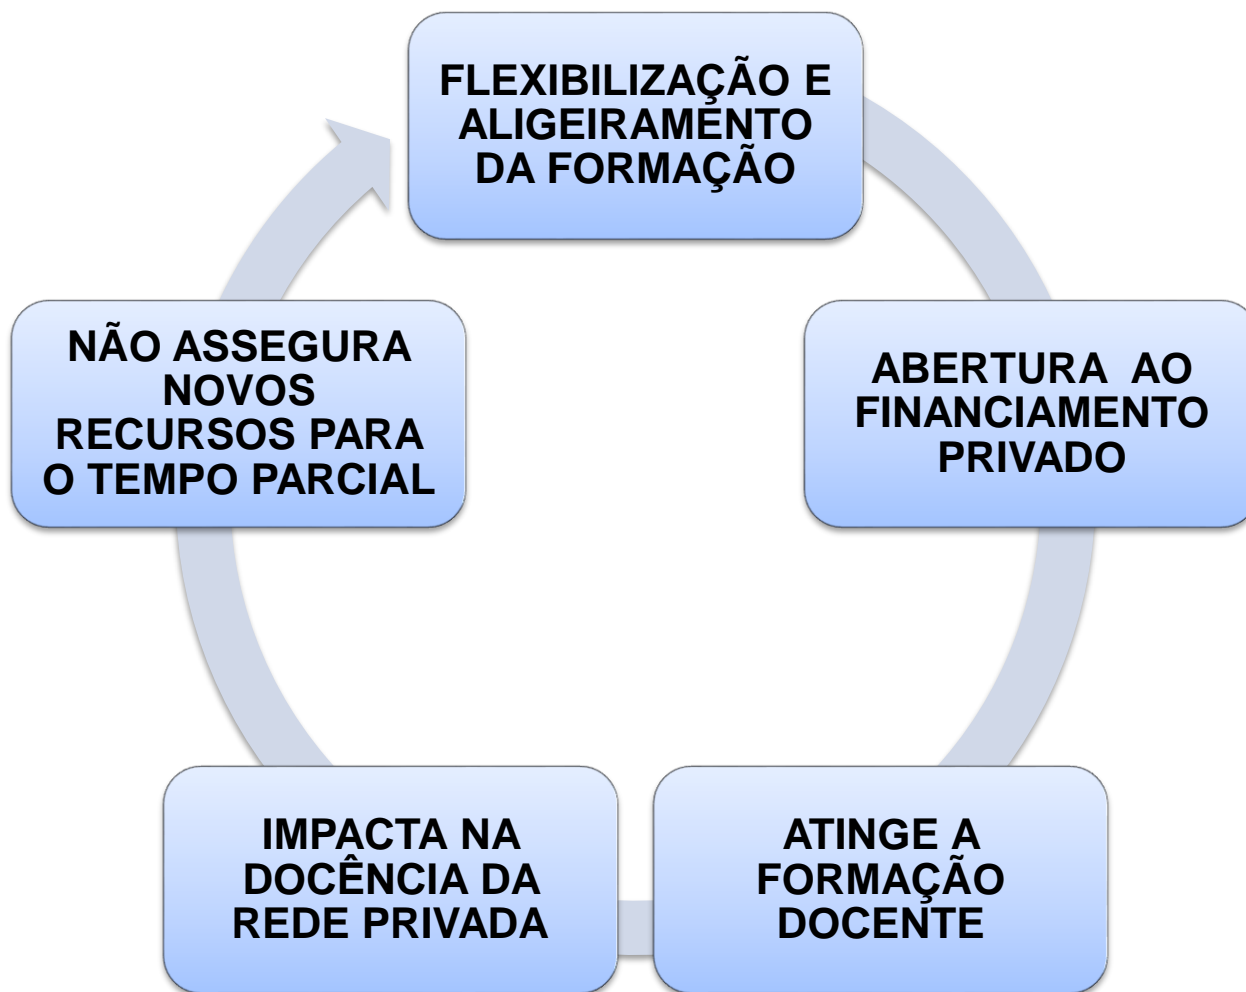 FLEXIBILIZAÇÃO E
ALIGEIRAMENTO
DA FORMAÇÃO
ABERTURA AO
FINANCIAMENTO
PRIVADO
ATINGE A
FORMAÇÃO
DOCENTE
IMPACTA NA
DOCÊNCIA DA
REDE PRIVADA
NÃO ASSEGURA
NOVOS
RECURSOS PARA
O TEMPO PARCIAL